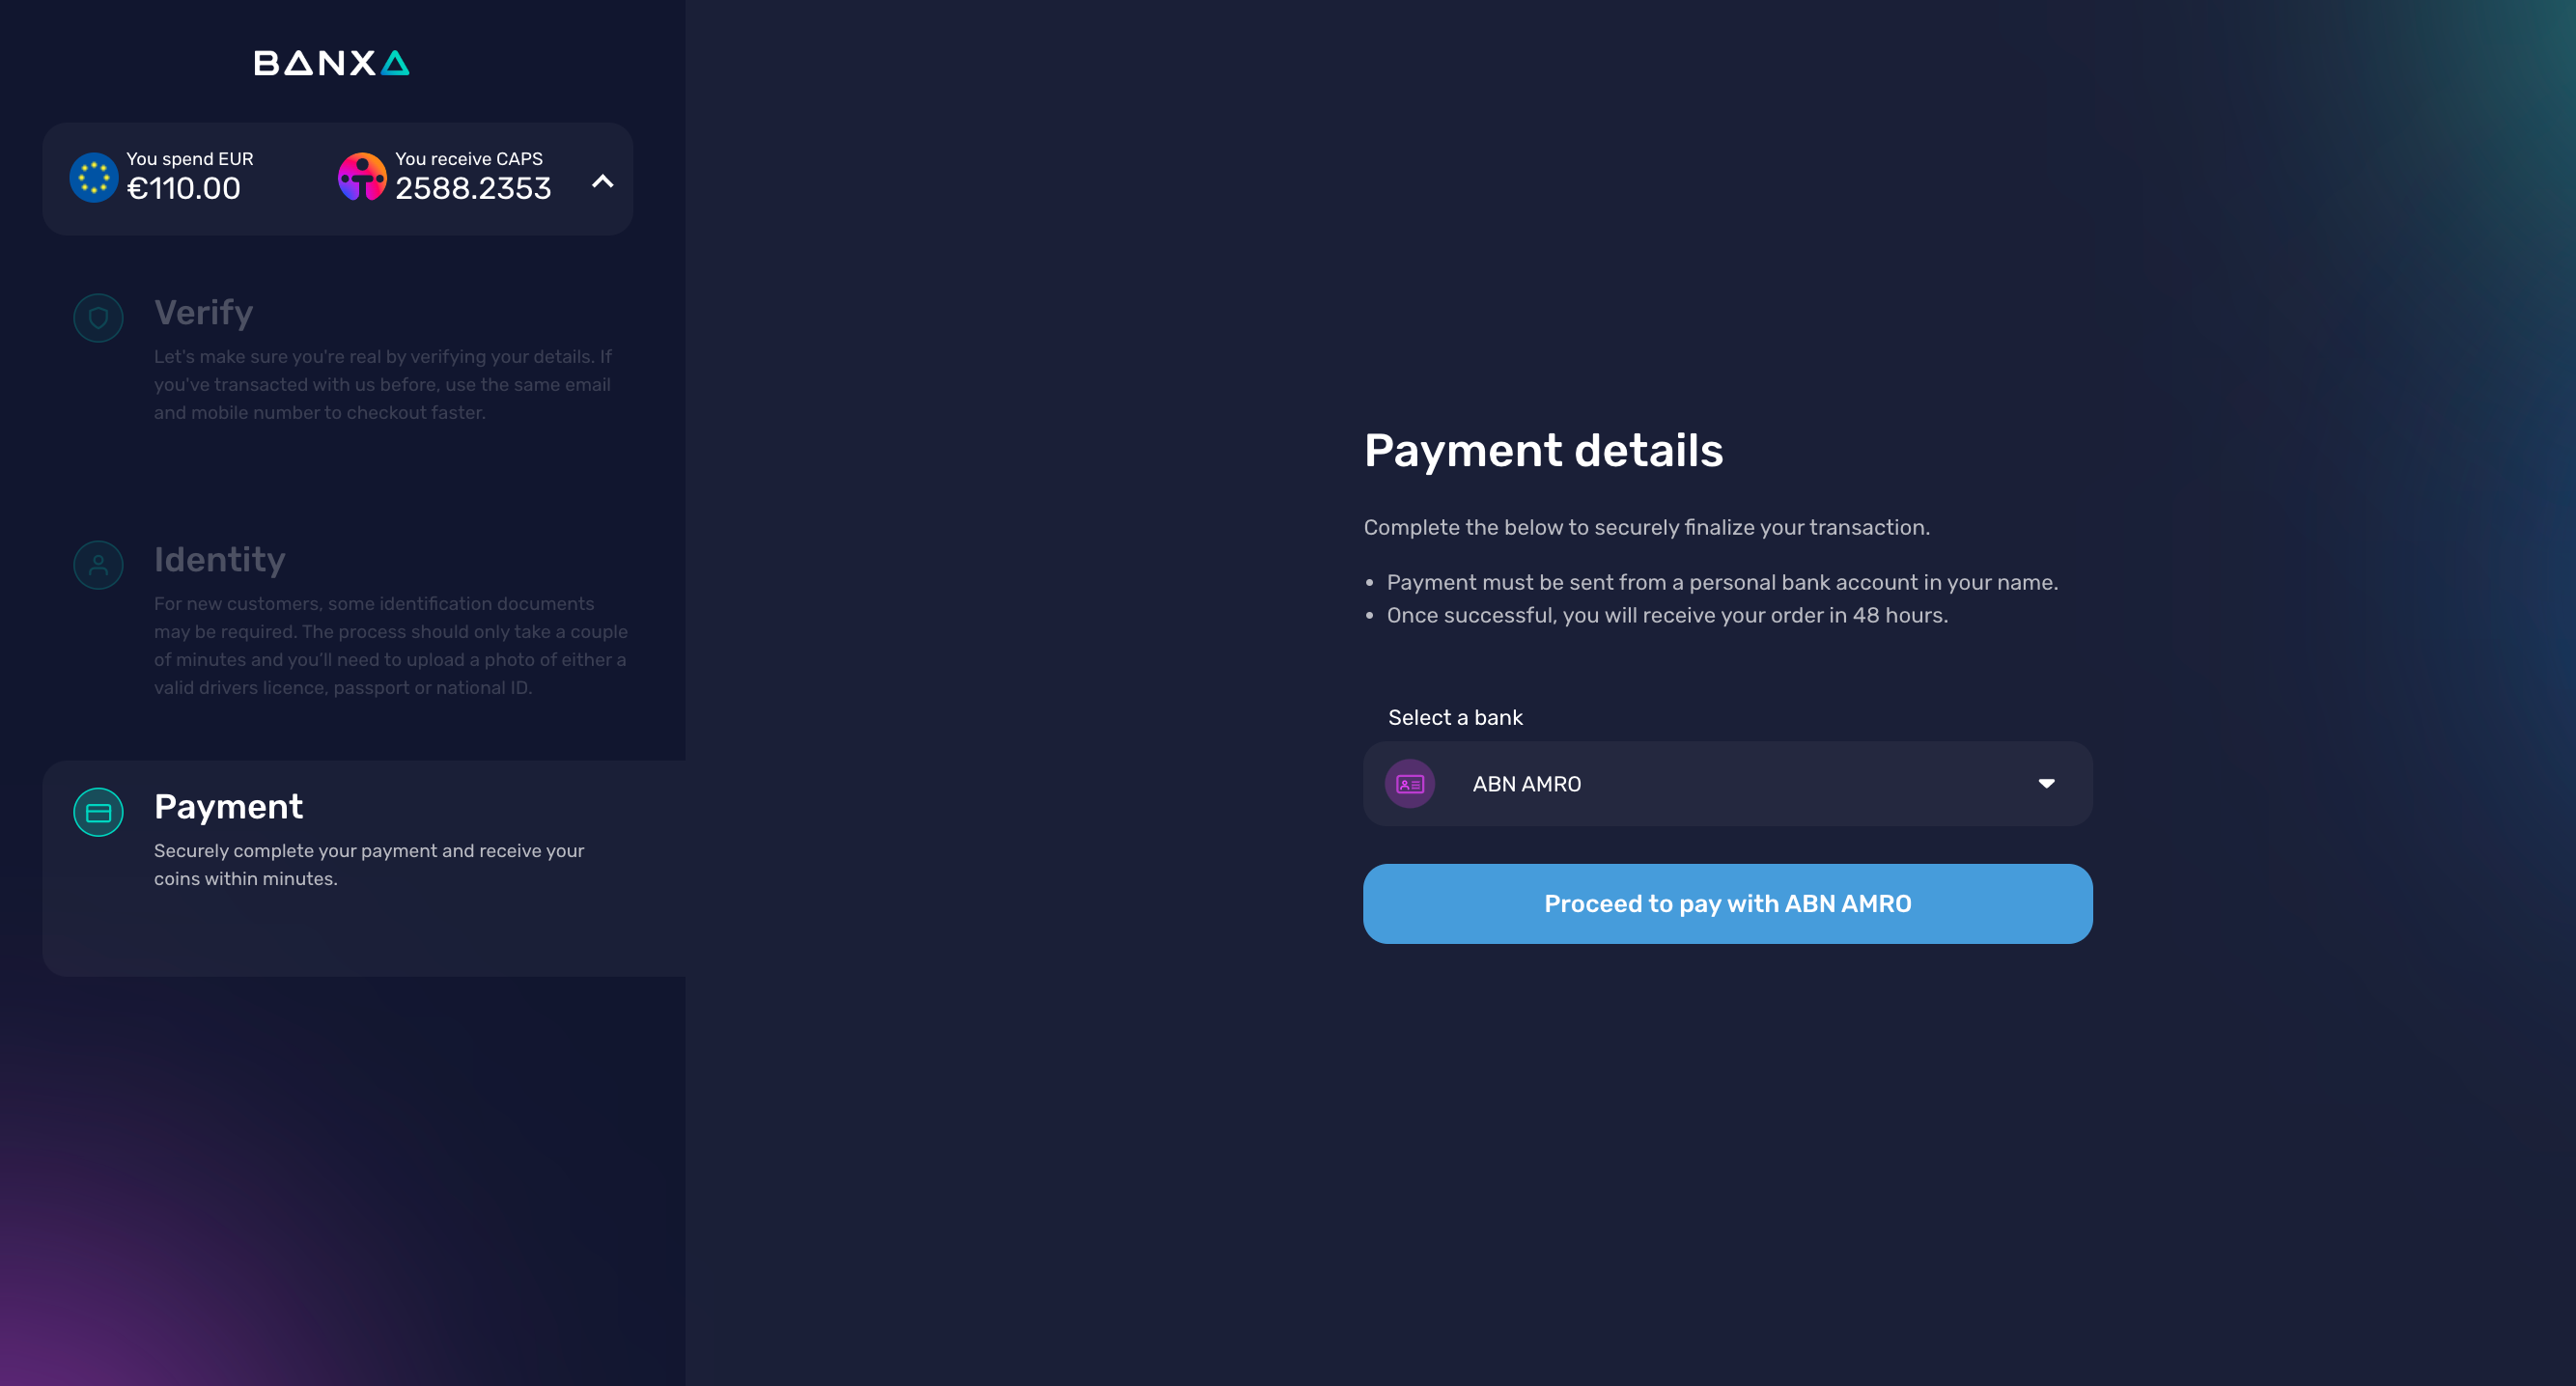 BANXA
You spend EUR
€110.00
You receive CAPS
2588.2353
Verify
Let's make sure you're real by verifying your details. If
you've transacted with us before, use the same email
and mobile number to checkout faster.
Identity
For new customers, some identification documents
may be required. The process should only take a couple
of minutes and you'll need to upload a photo of either a
valid drivers licence, passport or national ID.
Payment
Securely complete your payment and receive your
coins within minutes.
Payment details
Complete the below to securely finalize your transaction.
• Payment must be sent from a personal bank account in your name.
• Once successful, you will receive your order in 48 hours.
Select a bank
ABN AMRO
Proceed to pay with ABN AMRO